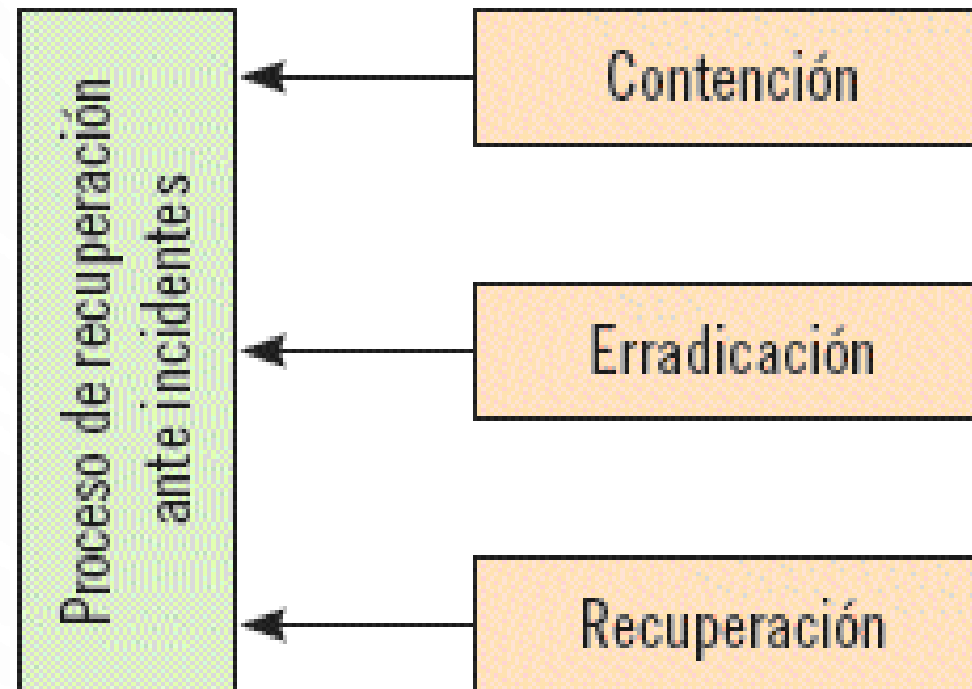 Proceso de recuperación
ante incidentes
Contención
Erradicación
Recuperación